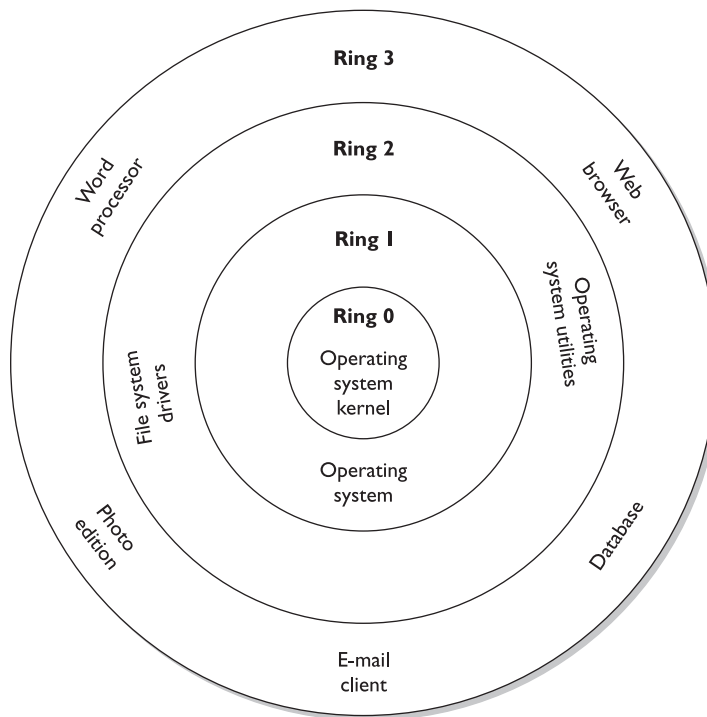 Ring 3
Word
processor
Web
browser
Ring 2
Operating
system utilities
File system
drivers
Ring 1
Ring 0
Operating
system
kernel
Operating
system
Photo
edition
Database
E-mail
client